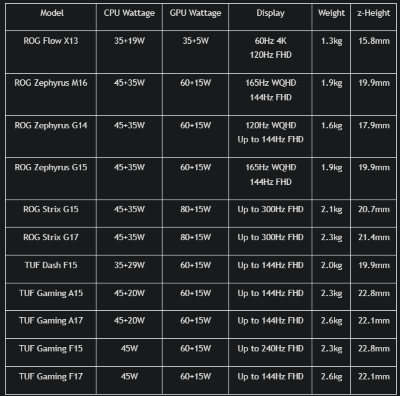 Model CPU Wattage GPU Wattage Display Weight z-Height
ROG Flow X13 35+19W 35+5W 60Hz 4K 1.3kg 15.8mm
120Hz FHD
ROG Zephyrus M16 45+35W 60+15W 165Hz WQHD 1.9kg 19.9mm
144Hz FHD
ROG Zephyrus G14 45+35W 60+15W 120Hz WQHD 1.6kg 17.9mm
Up to 144Hz FHD
ROG Zephyrus G15 45+35W 60+15W 165Hz WQHD 1.9kg 19.9mm
144Hz FHD
ROG Strix G15 45+35W 80+15W Up to 300Hz FHD 2.1kg 20.7mm
ROG Strix G17 45+35W 80+15W Up to 300Hz FHD 2.3kg 21.4mm
TUF Dash F15 35+29W 60+15W Up to 144Hz FHD 2.0kg 19.9mm
TUF Gaming A15 45+20W 60+15W Up to 144Hz FHD 2.3kg 22.8mm
TUF Gaming A17 45+20W 60+15W Up to 144Hz FHD 2.6kg 22.1mm
TUF Gaming F15 45W 60+15W Up to 240Hz FHD 2.3kg 22.8mm
TUF Gaming F17 45W 60+15W Up to 144Hz FHD 2.6kg 22.1mm